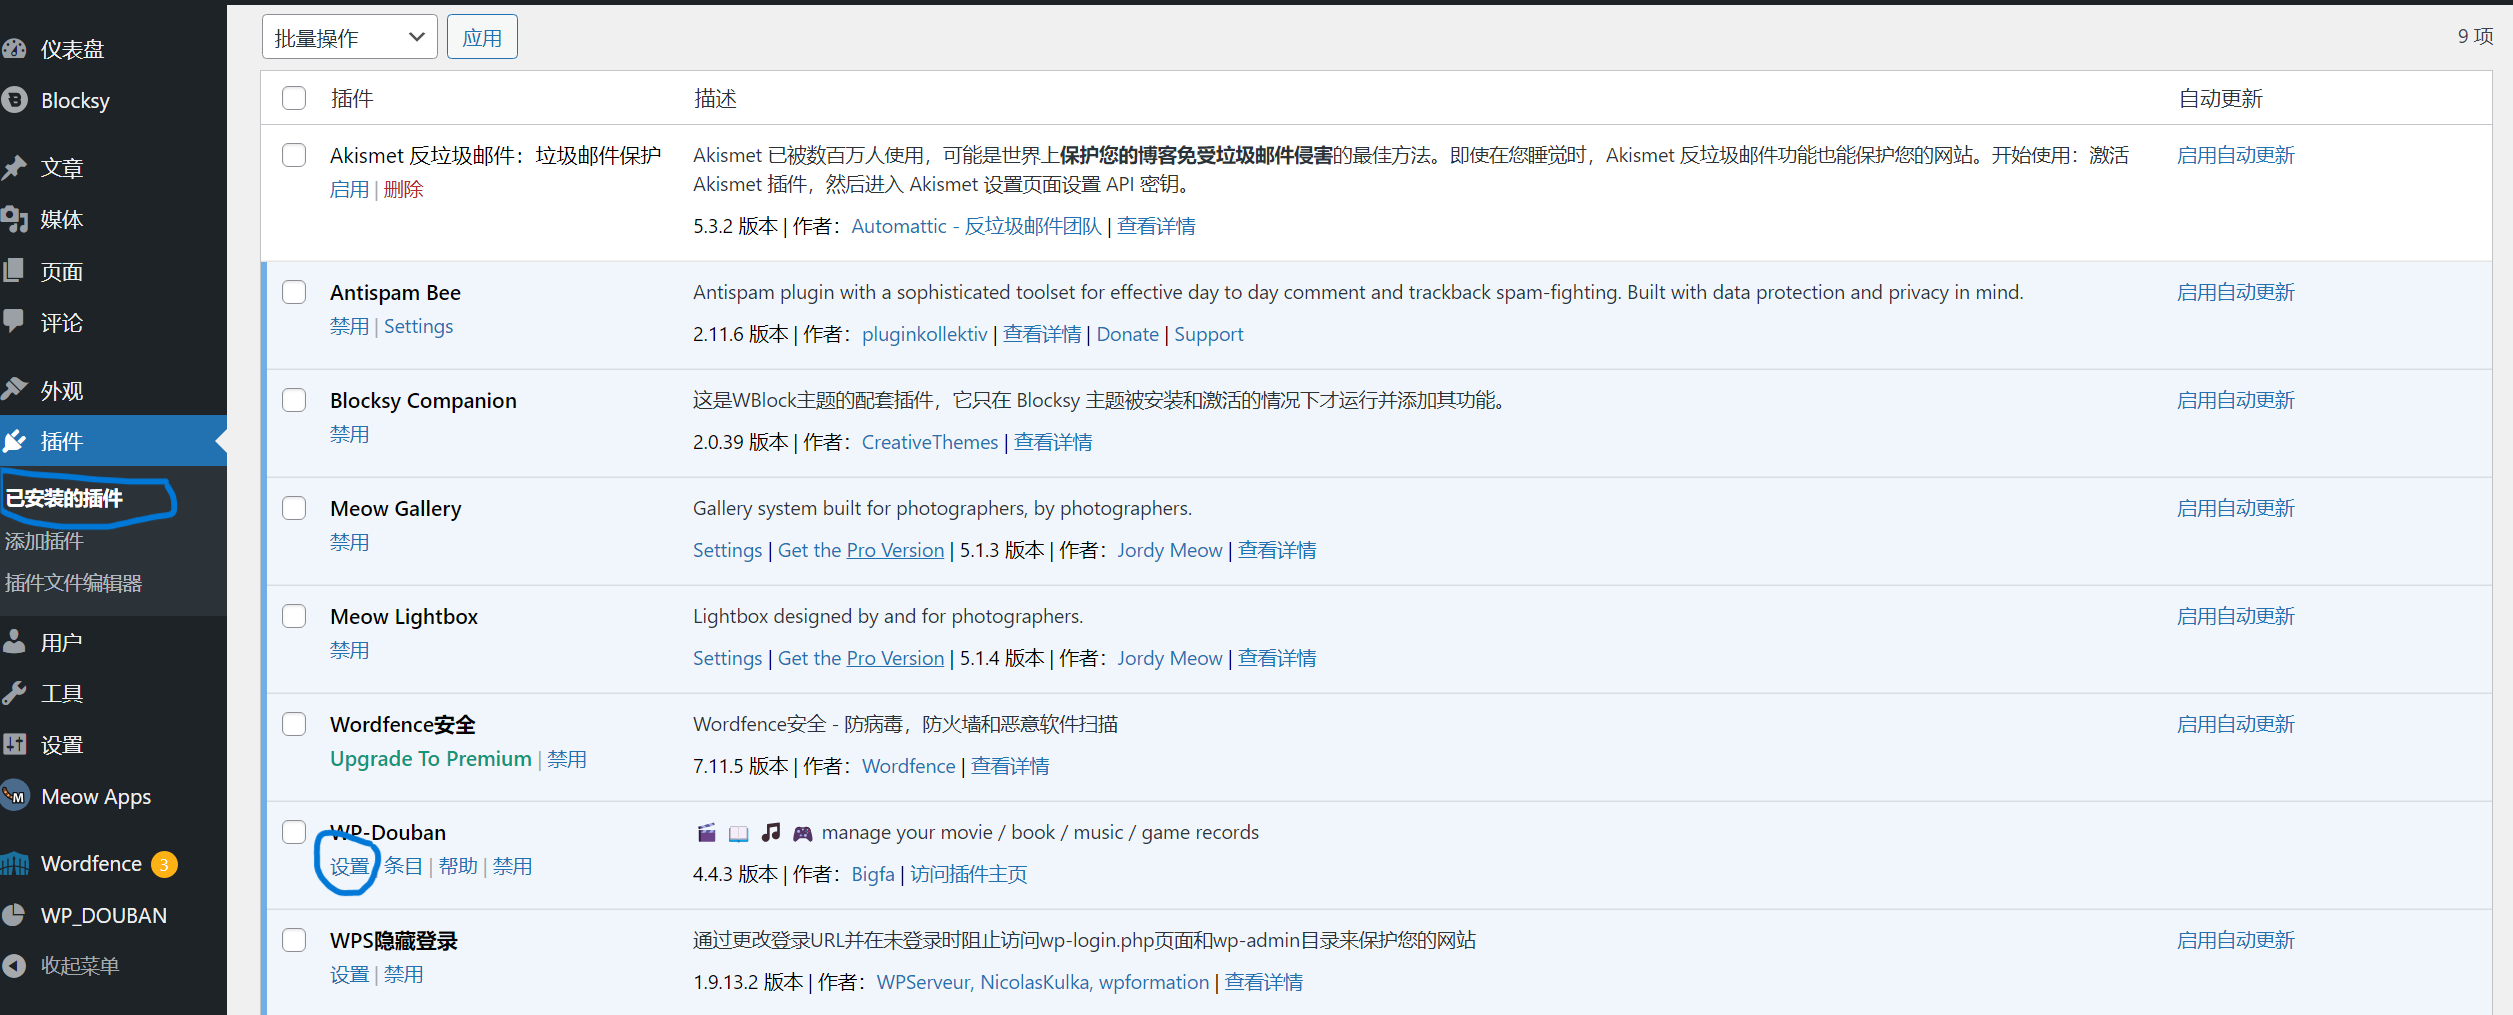 仪表盘
Blocksy
文章
媒体
页面
评论
外观
插件
已安装的插件
添加插件
插件文件编辑器
用户
工具
设置
Meow Apps
Wordfence 3
WP_DOUBAN
收起菜单
批量操作 应用 9 项
插件 描述 自动更新
Akismet 反垃圾邮件：垃圾邮件保护
启用 | 删除
Akismet 已被数百万人使用，可能是世界上保护您的博客免受垃圾邮件侵害的最佳方法。即使在您睡觉时，Akismet 反垃圾邮件功能也能保护您的网站。开始使用：激活
Akismet 插件，然后进入 Akismet 设置页面设置 API 密钥。
5.3.2 版本 | 作者：Automattic - 反垃圾邮件团队 | 查看详情
启用自动更新
Antispam Bee
禁用 | Settings
Antispam plugin with a sophisticated toolset for effective day to day comment and trackback spam-fighting. Built with data protection and privacy in mind.
2.11.6 版本 | 作者：pluginkollektiv | 查看详情 | Donate | Support
启用自动更新
Blocksy Companion
禁用
这是WBlock主题的配套插件，它只在 Blocksy 主题被安装和激活的情况下才运行并添加其功能。
2.0.39 版本 | 作者：CreativeThemes | 查看详情
启用自动更新
Meow Gallery
禁用
Gallery system built for photographers, by photographers.
Settings | Get the Pro Version | 5.1.3 版本 | 作者：Jordy Meow | 查看详情
启用自动更新
Meow Lightbox
禁用
Lightbox designed by and for photographers.
Settings | Get the Pro Version | 5.1.4 版本 | 作者：Jordy Meow | 查看详情
启用自动更新
Wordfence安全
Upgrade To Premium | 禁用
Wordfence安全 - 防病毒，防火墙和恶意软件扫描
7.11.5 版本 | 作者：Wordfence | 查看详情
启用自动更新
WP-Douban
设置 | 条目 | 帮助 | 禁用
manage your movie / book / music / game records
4.4.3 版本 | 作者：Bigfa | 访问插件主页
WPS隐藏登录
设置 | 禁用
通过更改登录URL并在未登录时阻止访问wp-login.php页面和wp-admin目录来保护您的网站
1.9.13.2 版本 | 作者：WPServeur, NicolasKulka, wpformation | 查看详情
启用自动更新